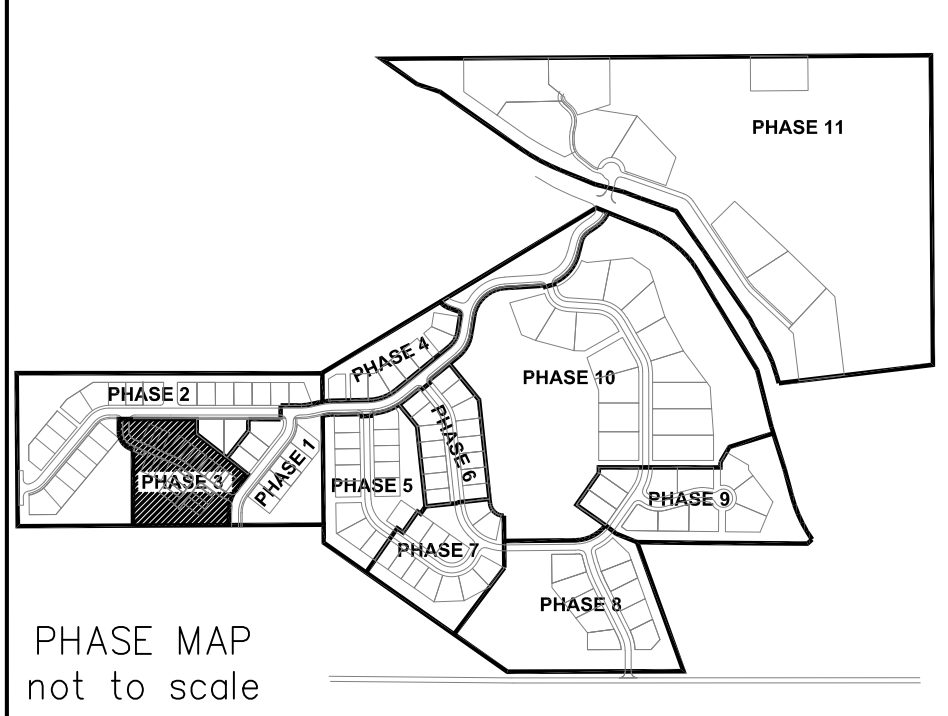 PHASE 11
PHASE 4
PHASE 10
PHASE 2
PHASE 6
PHASE 1
PHASE 3
PHASE 5
PHASE 9
PHASE 7
PHASE 8
PHASE MAP
not to scale